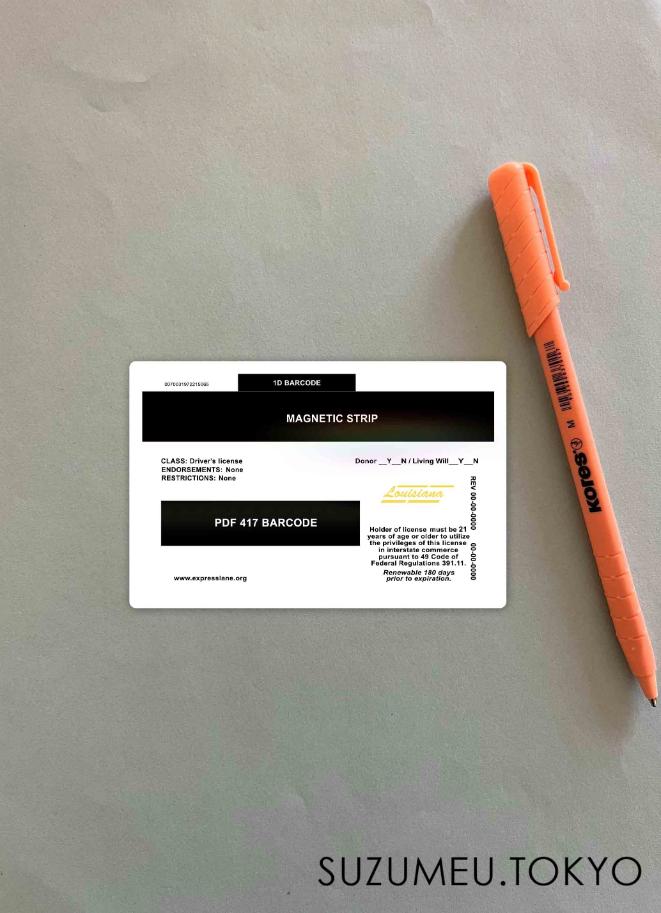 0070031972215065
1D BARCODE
MAGNETIC STRIP
CLASS: Driver's license
ENDORSEMENTS: None
RESTRICTIONS: None
Donor __Y__N / Living Will__Y__N
Louisiana
REV 00-00-0000 00-00-0000
PDF 417 BARCODE
Holder of license must be 21
years of age or older to utilize
the privileges of this license
in interstate commerce
pursuant to 49 Code of
Federal Regulations 391.11.
Renewable 180 days
prior to expiration.
www.expresslane.org
M
Kores
SUZUMEU.TOKYO